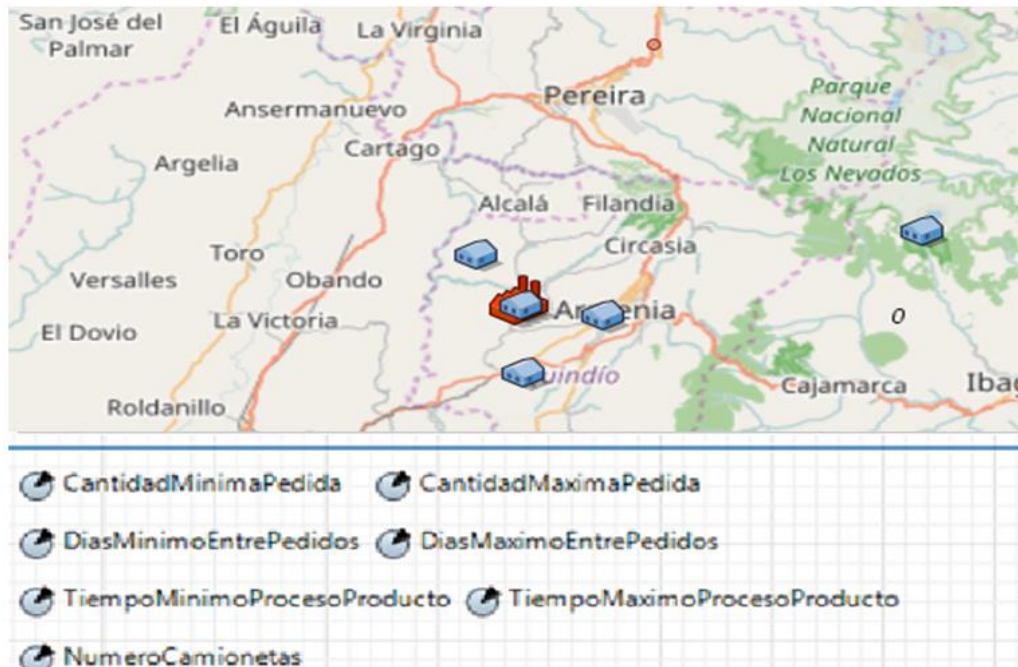 San José del
Palmar
El Águila
La Virginia
Pereira
Ansermanuevo
Cartago
Argelia
Parque
Nacional
Natural
Los Nevados
Alcalá
Filandia
Circasia
Toro
Versalles
Obando
La Victoria
El Dovio
0
uindío
Cajamarca
Roldanillo
CantidadMinimaPedida
CantidadMaximaPedida
DiasMinimoEntrePedidos
DiasMaximoEntrePedidos
TiempoMinimoProcesoProducto
TiempoMaximoProcesoProducto
NumeroCamionetas